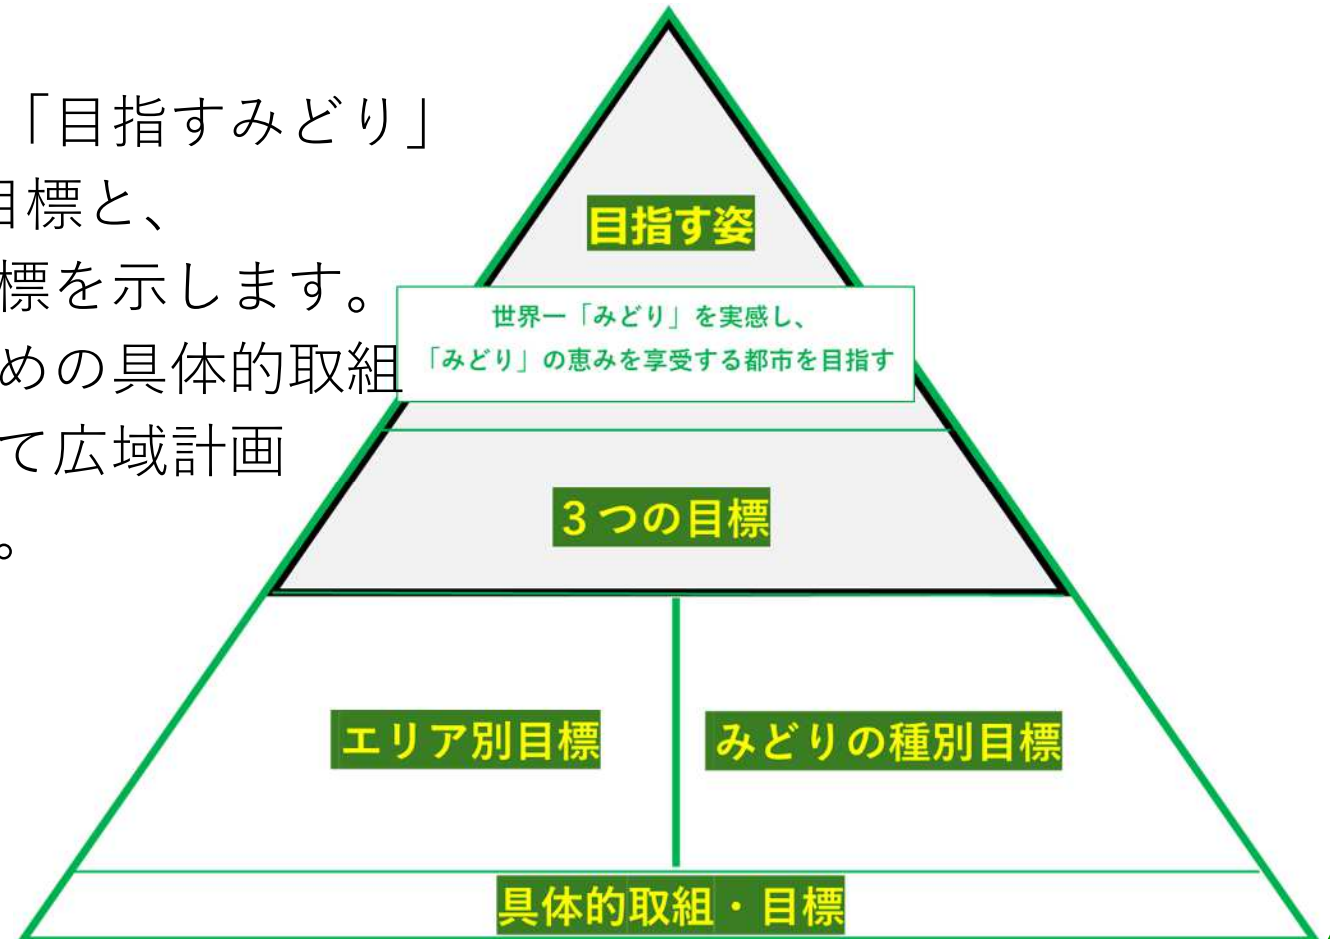 「目指すみどり」
目標と、
標を示します。
めの具体的取組
て広域計画
。
目指す姿
世界一「みどり」を実感し、
「みどり」の恵みを享受する都市を目指す
３つの目標
エリア別目標
みどりの種別目標
具体的取組・目標